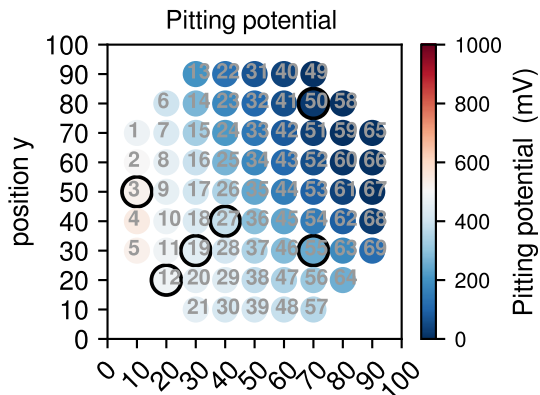 Pitting potential
100
90
80
70
60
50
40
30
20
10
0
position y
13 22 31 40 49
6 14 23 32 41 50 58
1 7 15 24 33 42 51 59 65
2 8 16 25 34 43 52 60 66
3 9 17 26 35 44 53 61 67
4 10 18 27 36 45 54 62 68
5 11 19 28 37 46 55 63 69
12 20 29 38 47 56 64
21 30 39 48 57
0 10 20 30 40 50 60 70 80 90 100
1000
800
600
400
200
0
Pitting potential (mV)